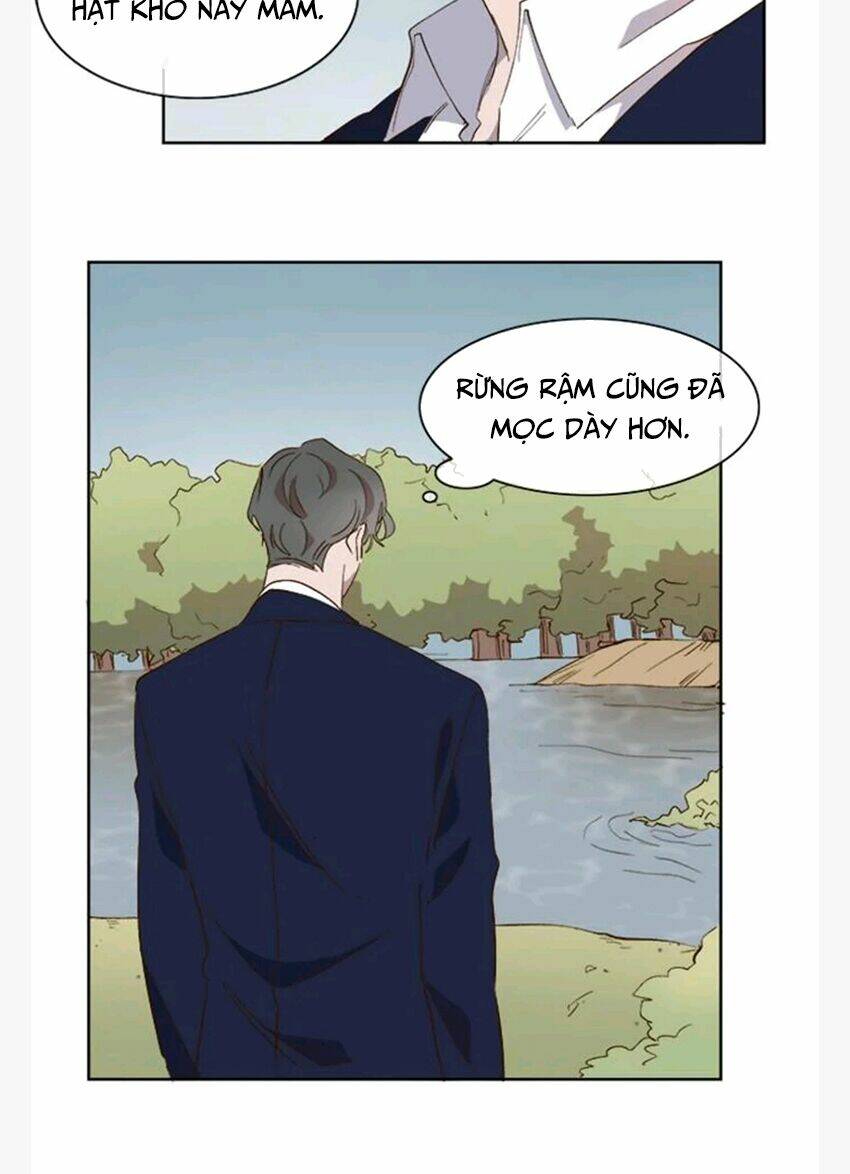 HẠT KHÔ NẢY MẦM.
RỪNG RẬM CŨNG ĐÃ
MỌC DÀY HƠN.